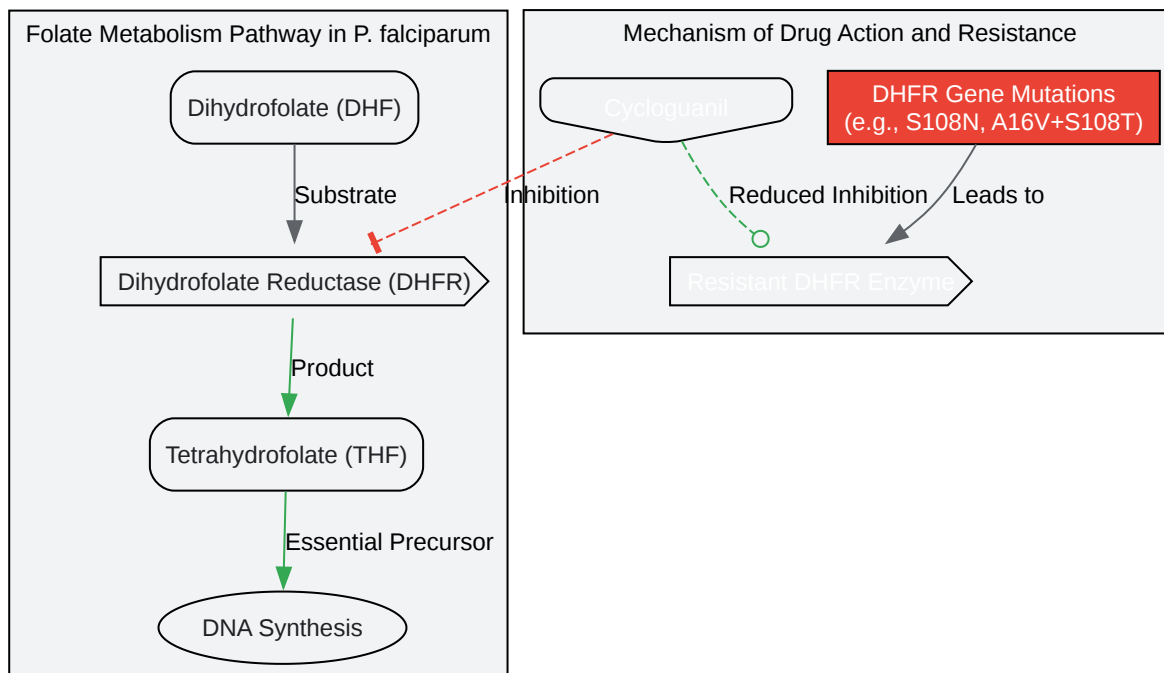 Folate Metabolism Pathway in P. falciparum
Dihydrofolate (DHF)
Substrate
Dihydrofolate Reductase (DHFR)
Product
Tetrahydrofolate (THF)
Essential Precursor
DNA Synthesis
Mechanism of Drug Action and Resistance
Cycloguanil
DHFR Gene Mutations
(e.g., S108N, A16V+S108T)
Inhibition
Reduced Inhibition
Leads to
Resistant DHFR Enzyme